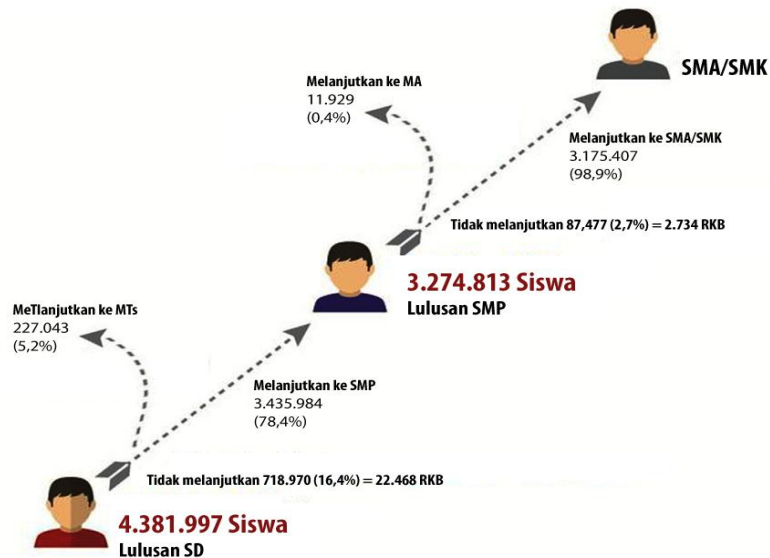 SMA/SMK
Melanjutkan ke MA
11.929
(0,4%)
Melanjutkan ke SMA/SMK
3.175.407
(98,9%)
Tidak melanjutkan 87,477 (2,7%) = 2.734 RKB
3.274.813 Siswa
Lulusan SMP
MeTlanjutkan ke MTs
227.043
(5,2%)
Melanjutkan ke SMP
3.435.984
(78,4%)
Tidak melanjutkan 718.970 (16,4%) = 22.468 RKB
4.381.997 Siswa
Lulusan SD